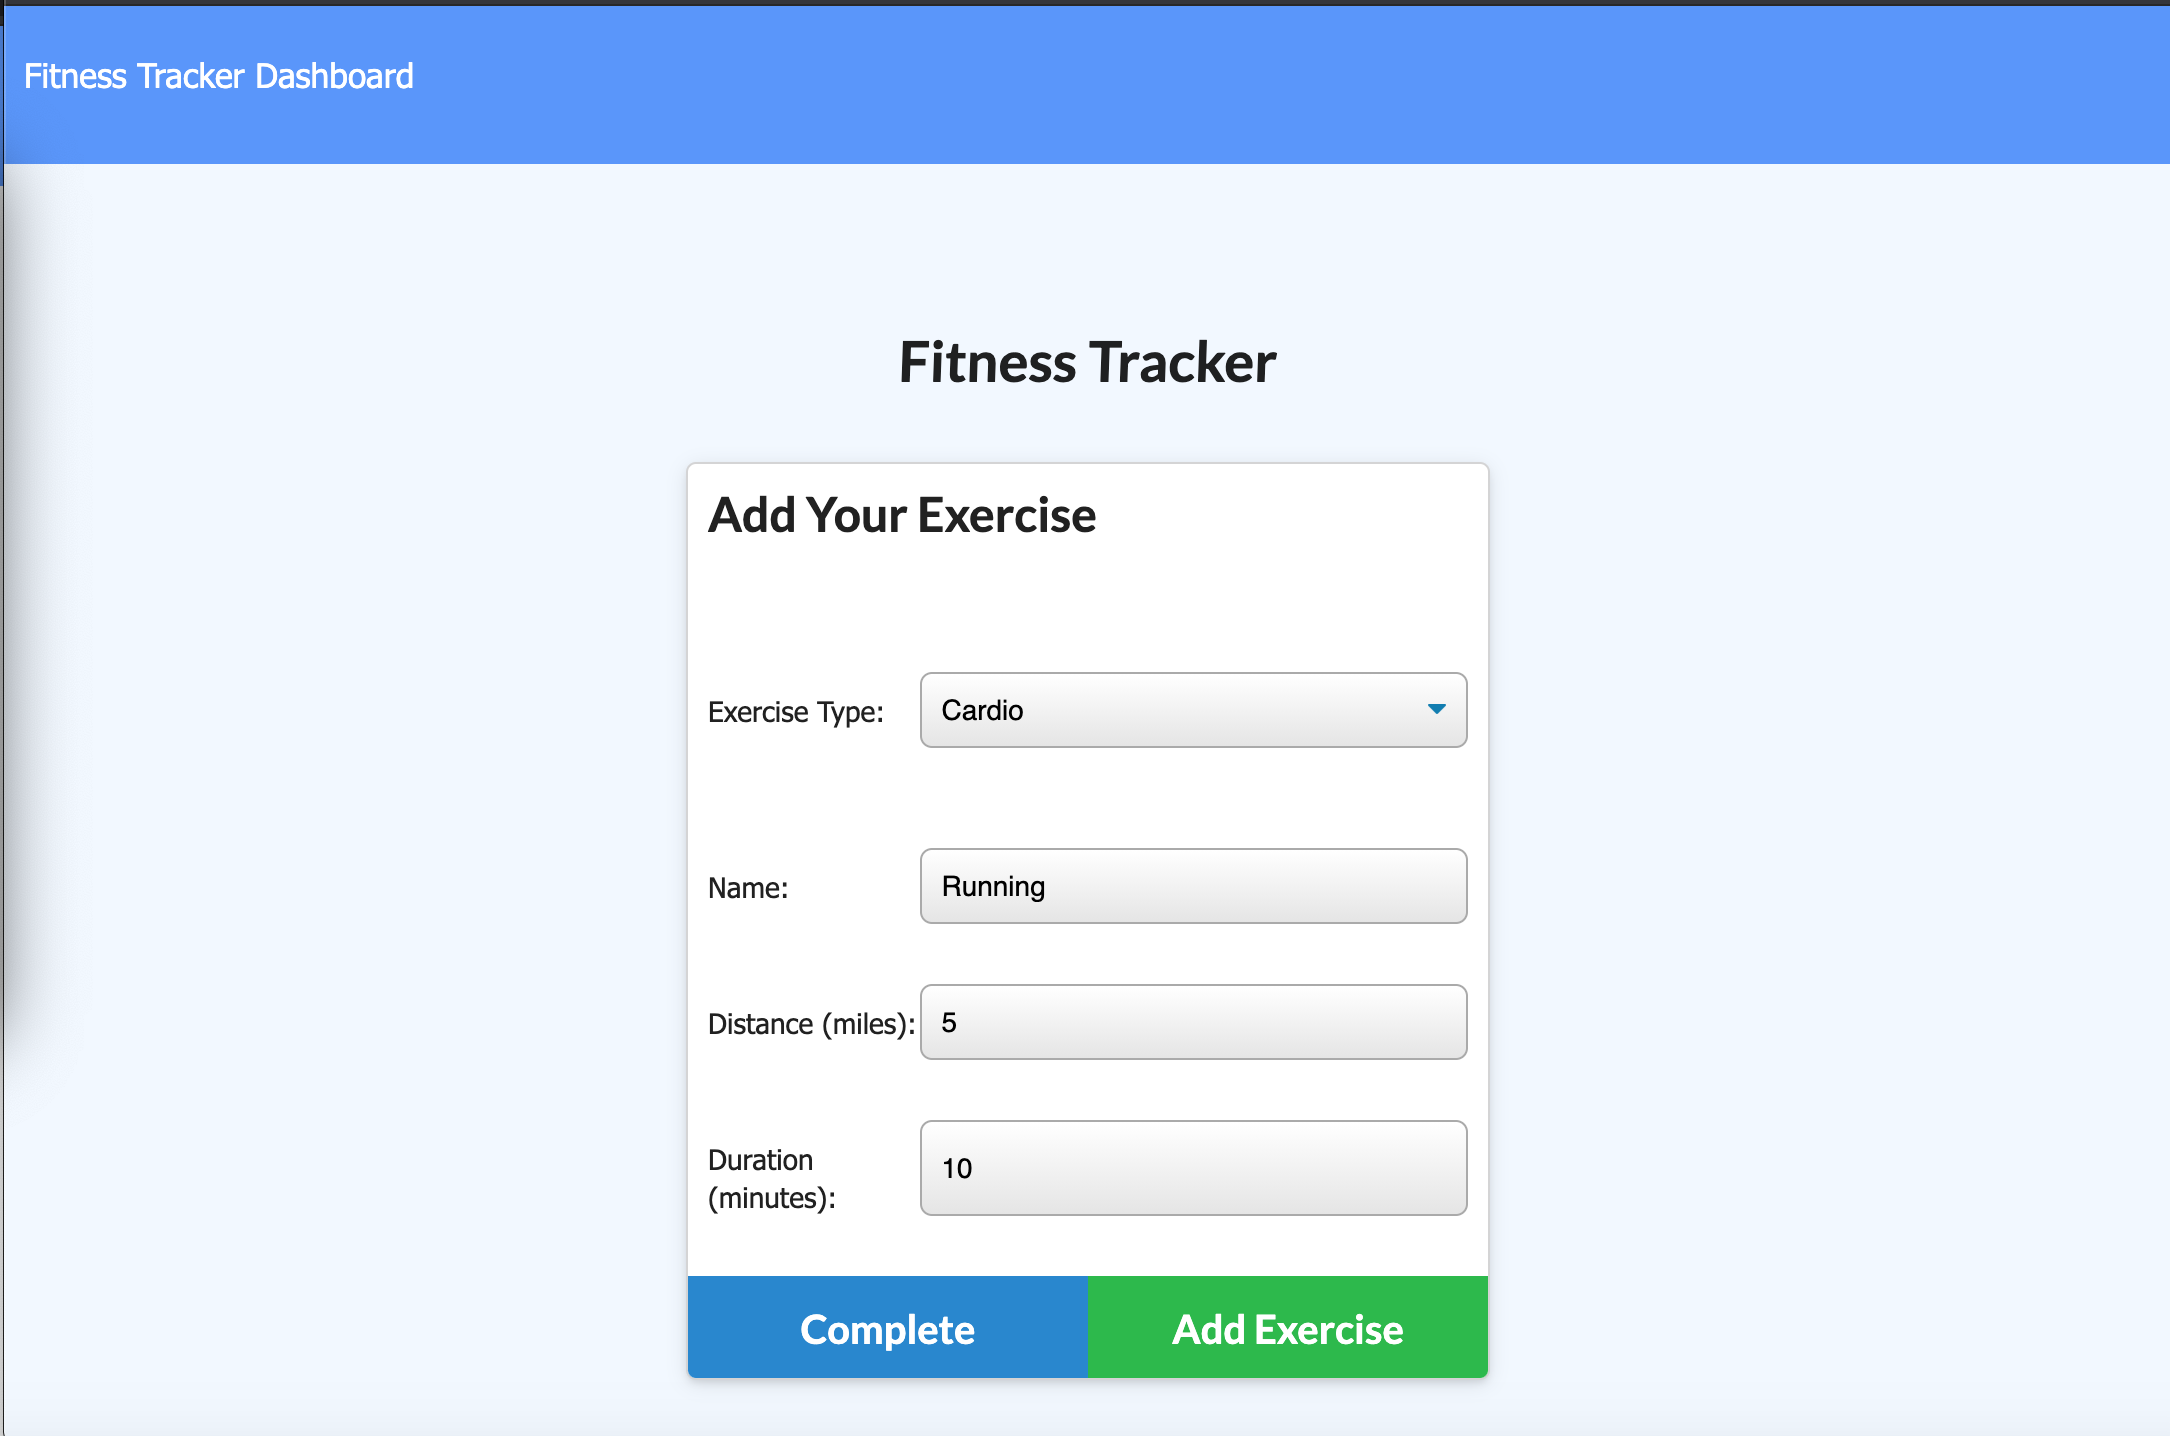 Fitness Tracker Dashboard
Fitness Tracker
Add Your Exercise
Exercise Type: Cardio
Name: Running
Distance (miles): 5
Duration
(minutes): 10
Complete Add Exercise